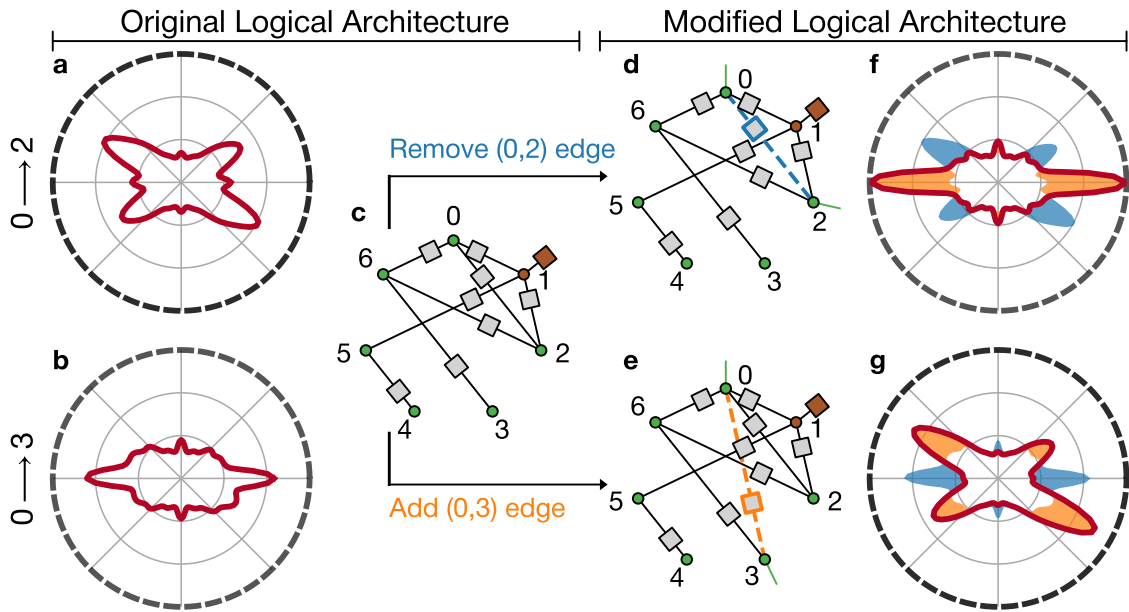 Original Logical Architecture
Modified Logical Architecture
a
0 → 2
b
0 → 3
c
0
6
1
5
2
4
3
Remove (0,2) edge
Add (0,3) edge
d
0
6
1
5
2
4
3
e
0
6
1
5
2
4
3
f
g